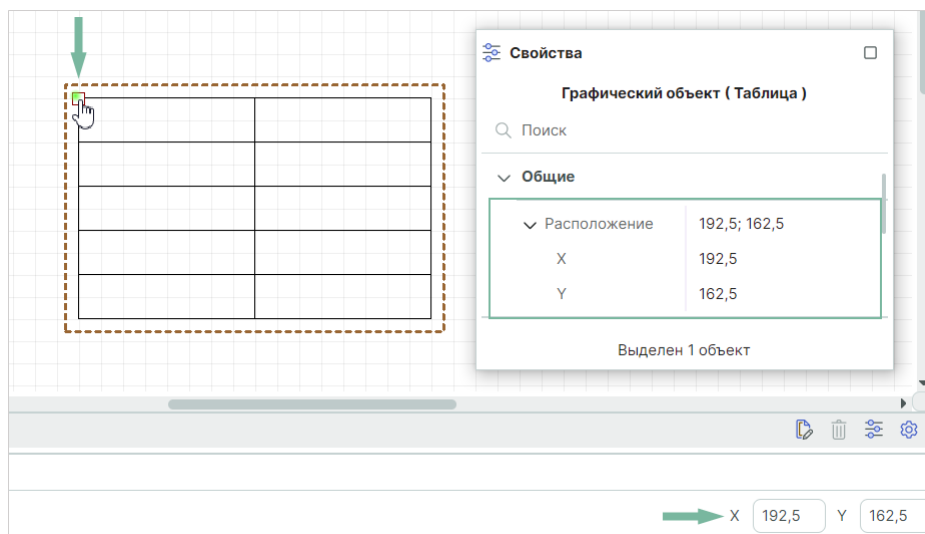 Свойства
Графический объект ( Таблица )
Поиск
Общие
Расположение 192,5; 162,5
X 192,5
Y 162,5
Выделен 1 объект
X 192,5 Y 162,5